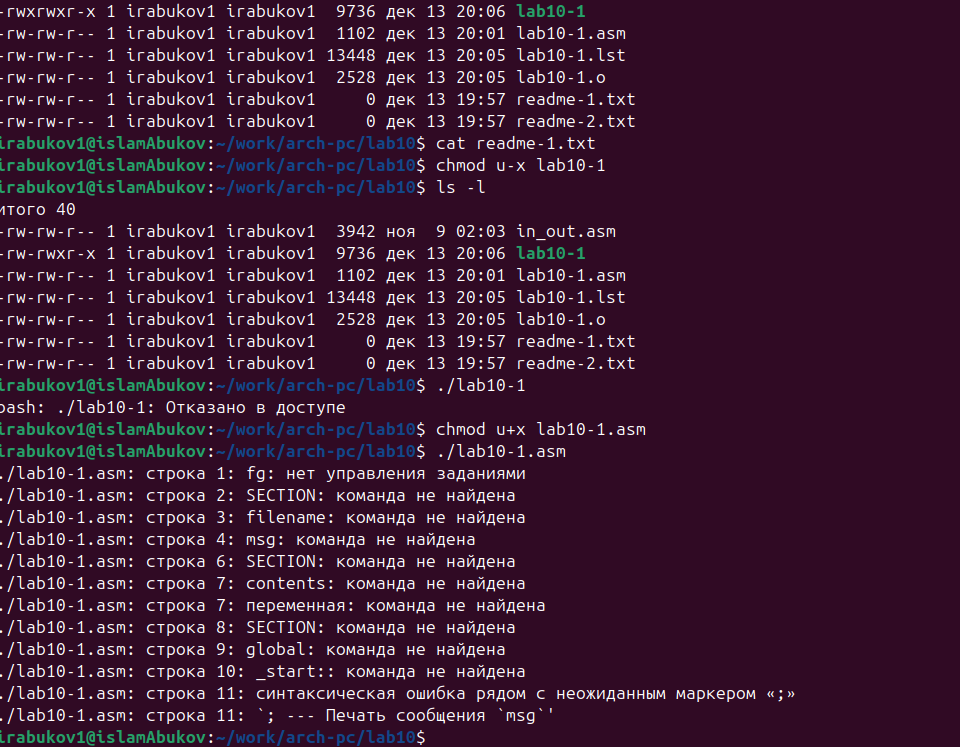 -rwxrwxr-x 1 irabukov1 irabukov1  9736 дек 13 20:06 lab10-1
-rw-rw-r-- 1 irabukov1 irabukov1  1102 дек 13 20:01 lab10-1.asm
-rw-rw-r-- 1 irabukov1 irabukov1 13448 дек 13 20:05 lab10-1.lst
-rw-rw-r-- 1 irabukov1 irabukov1  2528 дек 13 20:05 lab10-1.o
-rw-rw-r-- 1 irabukov1 irabukov1     0 дек 13 19:57 readme-1.txt
-rw-rw-r-- 1 irabukov1 irabukov1     0 дек 13 19:57 readme-2.txt
irabukov1@islamAbukov:~/work/arch-pc/lab10$ cat readme-1.txt
irabukov1@islamAbukov:~/work/arch-pc/lab10$ chmod u-x lab10-1
irabukov1@islamAbukov:~/work/arch-pc/lab10$ ls -l
итого 40
-rw-rw-r-- 1 irabukov1 irabukov1  3942 ноя  9 02:03 in_out.asm
-rw-rwxr-x 1 irabukov1 irabukov1  9736 дек 13 20:06 lab10-1
-rw-rw-r-- 1 irabukov1 irabukov1  1102 дек 13 20:01 lab10-1.asm
-rw-rw-r-- 1 irabukov1 irabukov1 13448 дек 13 20:05 lab10-1.lst
-rw-rw-r-- 1 irabukov1 irabukov1  2528 дек 13 20:05 lab10-1.o
-rw-rw-r-- 1 irabukov1 irabukov1     0 дек 13 19:57 readme-1.txt
-rw-rw-r-- 1 irabukov1 irabukov1     0 дек 13 19:57 readme-2.txt
irabukov1@islamAbukov:~/work/arch-pc/lab10$ ./lab10-1
bash: ./lab10-1: Отказано в доступе
irabukov1@islamAbukov:~/work/arch-pc/lab10$ chmod u+x lab10-1.asm
irabukov1@islamAbukov:~/work/arch-pc/lab10$ ./lab10-1.asm
./lab10-1.asm: строка 1: fg: нет управления заданиями
./lab10-1.asm: строка 2: SECTION: команда не найдена
./lab10-1.asm: строка 3: filename: команда не найдена
./lab10-1.asm: строка 4: msg: команда не найдена
./lab10-1.asm: строка 6: SECTION: команда не найдена
./lab10-1.asm: строка 7: contents: команда не найдена
./lab10-1.asm: строка 7: переменная: команда не найдена
./lab10-1.asm: строка 8: SECTION: команда не найдена
./lab10-1.asm: строка 9: global: команда не найдена
./lab10-1.asm: строка 10: _start:: команда не найдена
./lab10-1.asm: строка 11: синтаксическая ошибка рядом с неожиданным маркером «;»
./lab10-1.asm: строка 11: `; --- Печать сообщения `msg`'
irabukov1@islamAbukov:~/work/arch-pc/lab10$